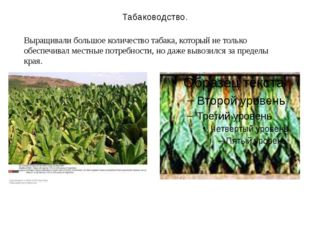 Табаководство.
Выращивали большое количество табака, который не только
обеспечивал местные потребности, но даже вывозился за пределы
края.
Образец текста
– Второй уровень
– Третий уровень
• Четвертый уровень
– Пятый уровень